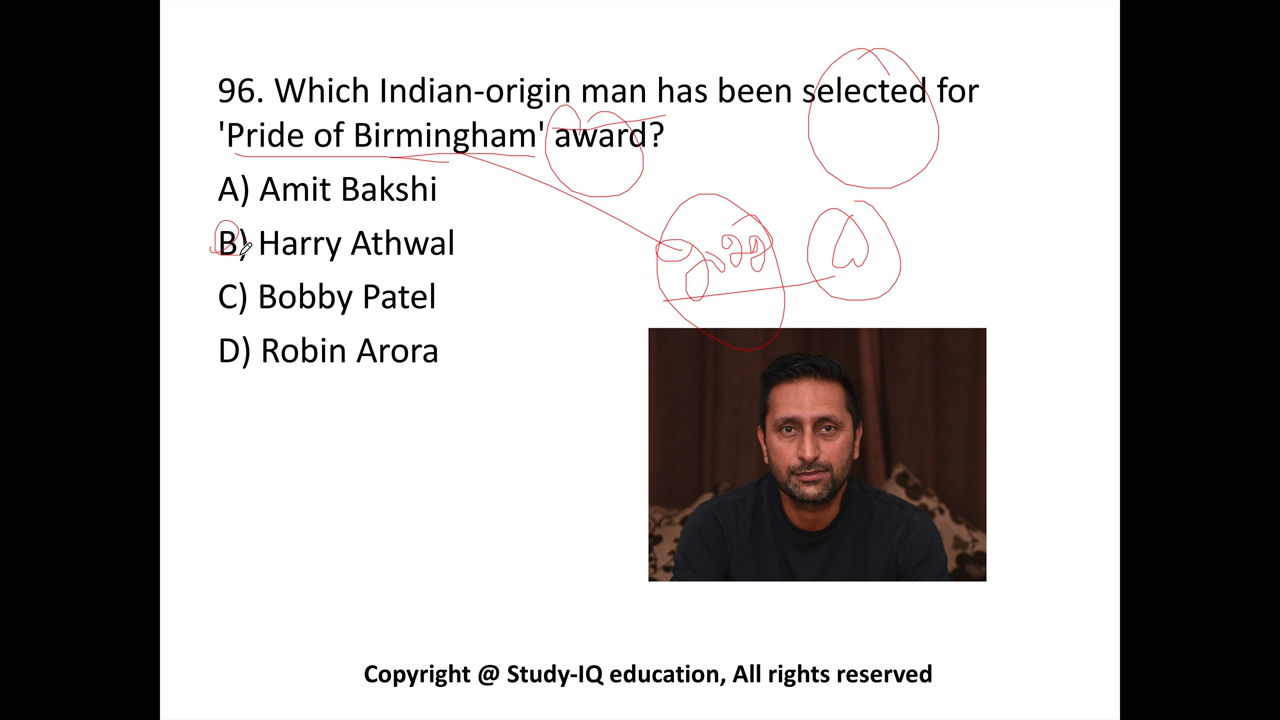 96. Which Indian-origin man has been selected for
'Pride of Birmingham' award?
A) Amit Bakshi
B) Harry Athwal
C) Bobby Patel
D) Robin Arora
Copyright @ Study-IQ education, All rights reserved